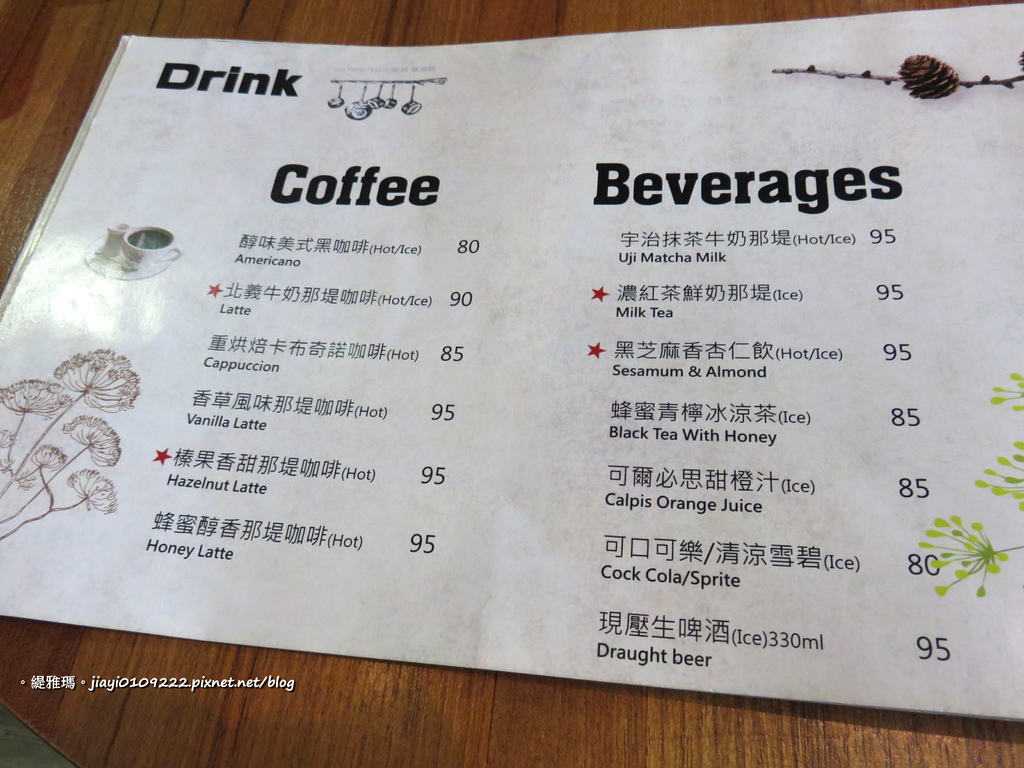 Drink
Coffee
醇味美式黑咖啡(Hot/Ice) 80
Americano
北義牛奶那堤咖啡(Hot/Ice) 90
Latte
重烘焙卡布奇諾咖啡(Hot) 85
Cappuccion
香草風味那堤咖啡(Hot) 95
Vanilla Latte
榛果香甜那堤咖啡(Hot) 95
Hazelnut Latte
蜂蜜醇香那堤咖啡(Hot) 95
Honey Latte
Beverages
宇治抹茶牛奶那堤(Hot/Ice) 95
Uji Matcha Milk
濃紅茶鮮奶那堤(Ice) 95
Milk Tea
黑芝麻香杏仁飲(Hot/Ice) 95
Sesamum & Almond
蜂蜜青檸冰涼茶(Ice) 85
Black Tea With Honey
可爾必思甜橙汁(Ice) 85
Calpis Orange Juice
可口可樂/清涼雪碧(Ice) 80
Cock Cola/Sprite
現壓生啤酒(Ice)330ml 95
Draught beer
。緹雅瑪。jiayi0109222.pixnet.net/blog